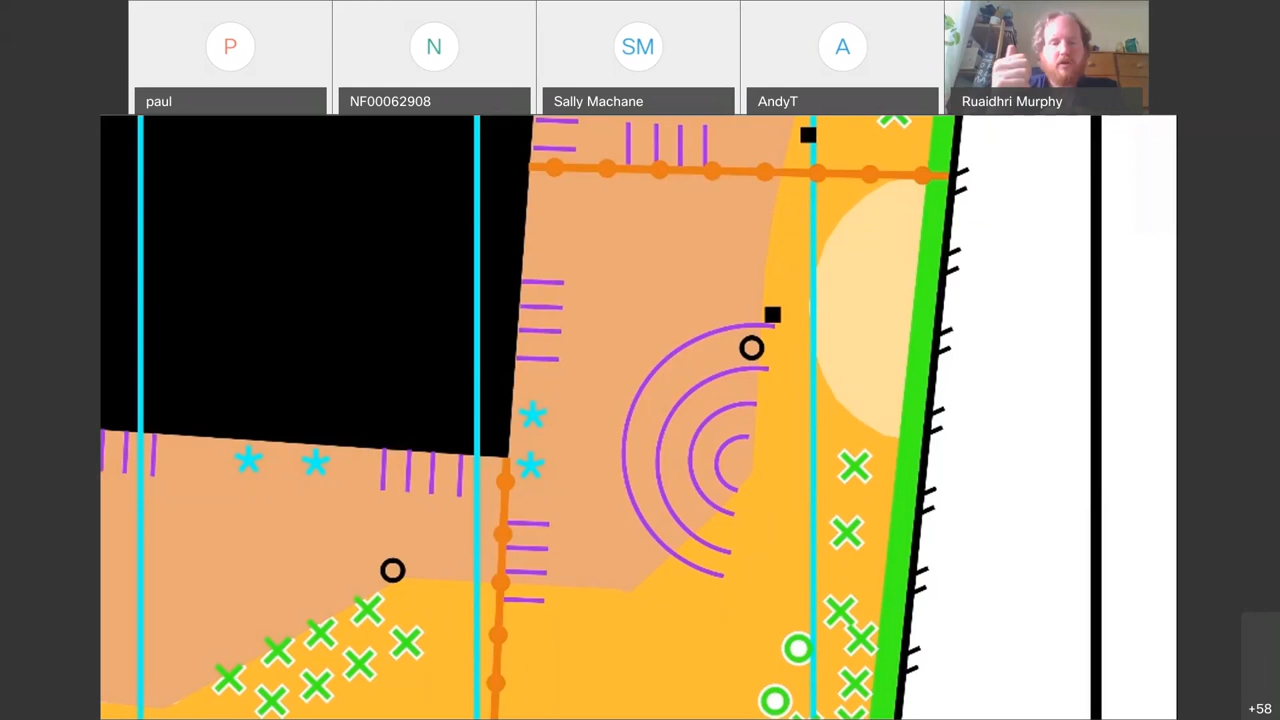 P
N
SM
A
paul
NF00062908
Sally Machane
AndyT
Ruaidhri Murphy
+58